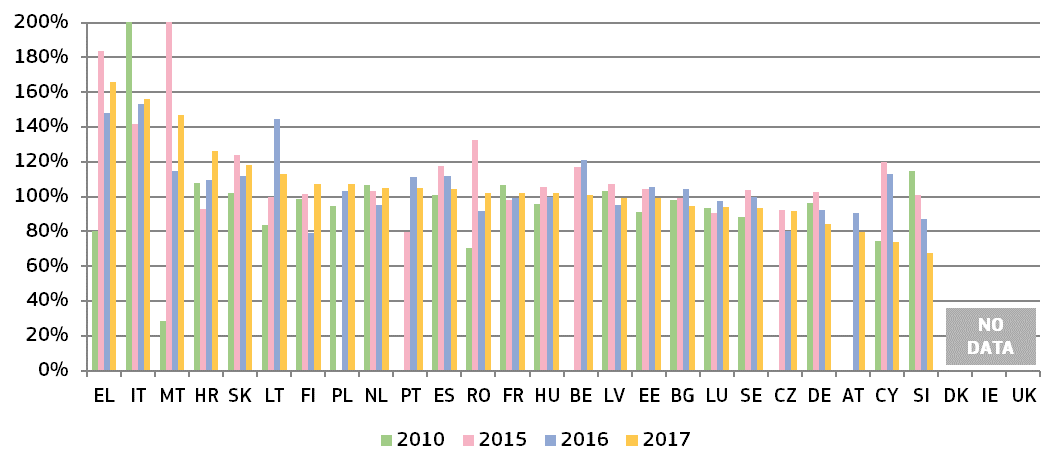 200%
180%
160%
140%
120%
100%
80%
60%
40%
20%
0%
NO
DATA
EL IT MT HR SK LT FI PL NL PT ES RO FR HU BE LV EE BG LU SE CZ DE AT CY SI DK IE UK
2010 2015 2016 2017